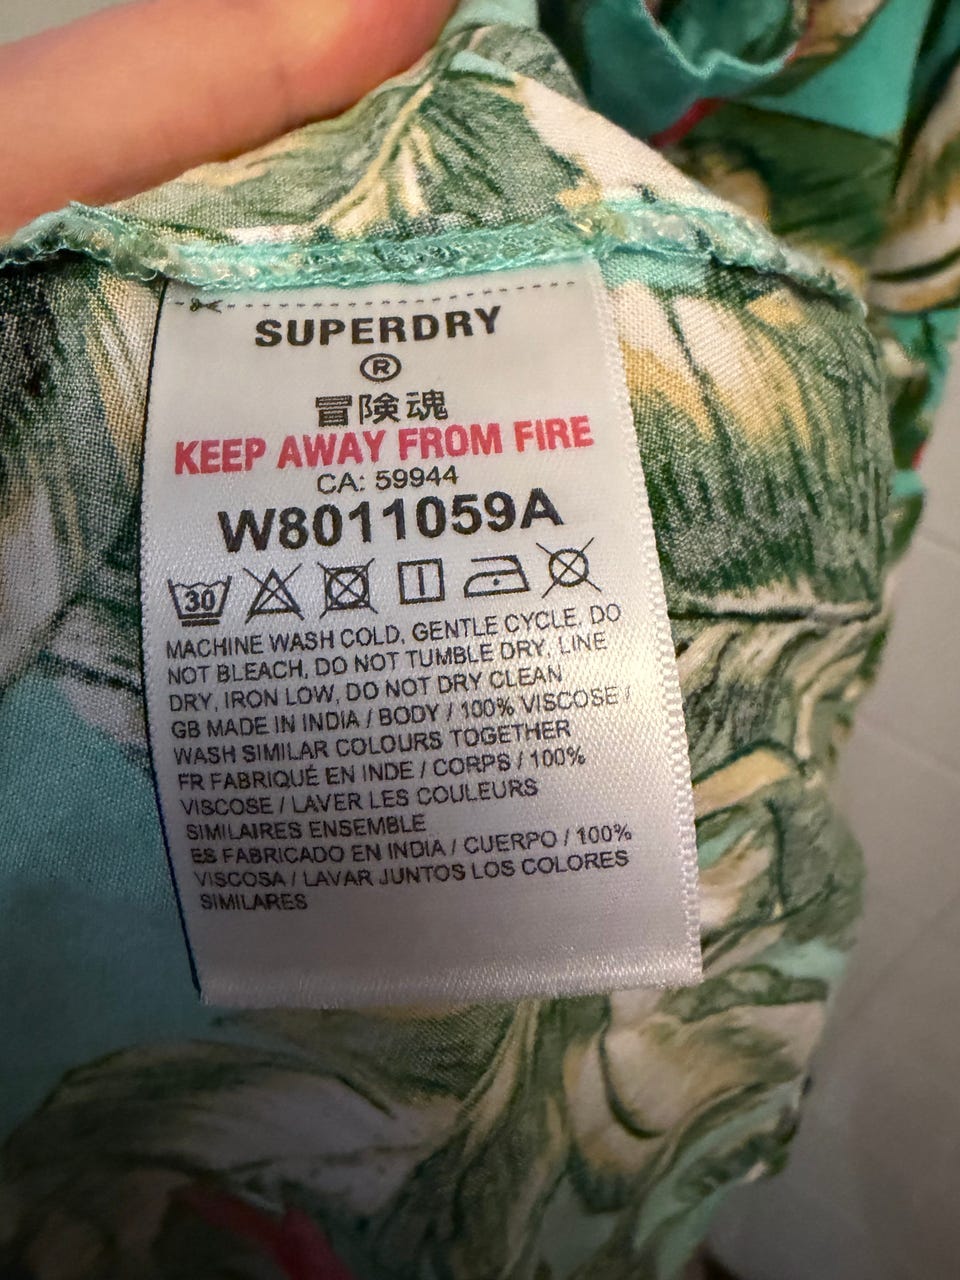 SUPERDRY
®
冒険魂
KEEP AWAY FROM FIRE
CA: 59944
W8011059A
30
MACHINE WASH COLD, GENTLE CYCLE, DO
NOT BLEACH, DO NOT TUMBLE DRY, LINE
DRY, IRON LOW, DO NOT DRY CLEAN
GB MADE IN INDIA / BODY / 100% VISCOSE /
WASH SIMILAR COLOURS TOGETHER
FR FABRIQUÉ EN INDE / CORPS / 100%
VISCOSE / LAVER LES COULEURS
SIMILAIRES ENSEMBLE
ES FABRICADO EN INDIA / CUERPO / 100%
VISCOSA / LAVAR JUNTOS LOS COLORES
SIMILARES